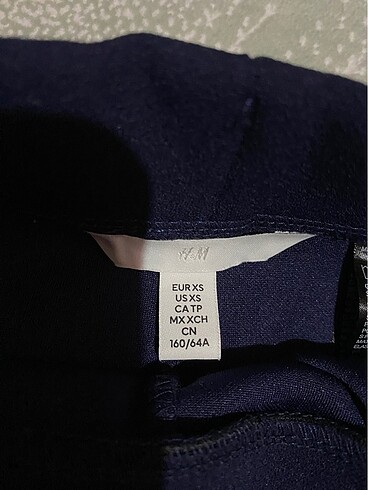 H&M
EUR XS
US XS
CA TP
MX XCH
CN
160/64A